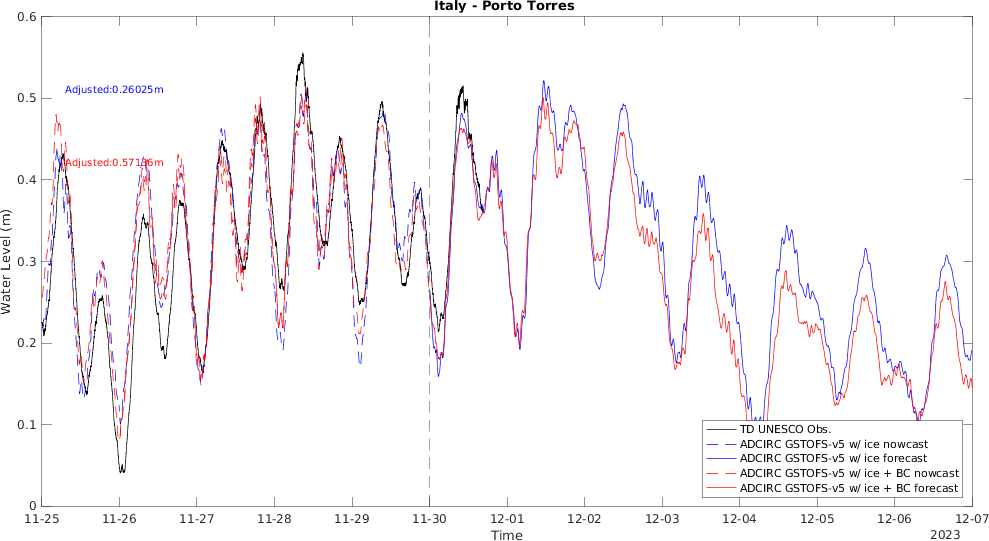 Italy - Porto Torres
0.6
0.5
0.4
0.3
0.2
0.1
0
Water Level (m)
Adjusted:0.26025m
TD UNESCO Obs.
ADCIRC GSTOFS-v5 w/ ice nowcast
ADCIRC GSTOFS-v5 w/ ice forecast
ADCIRC GSTOFS-v5 w/ ice + BC nowcast
ADCIRC GSTOFS-v5 w/ ice + BC forecast
11-25 11-26 11-27 11-28 11-29 11-30 12-01 12-02 12-03 12-04 12-05 12-06 12-07
Time
2023